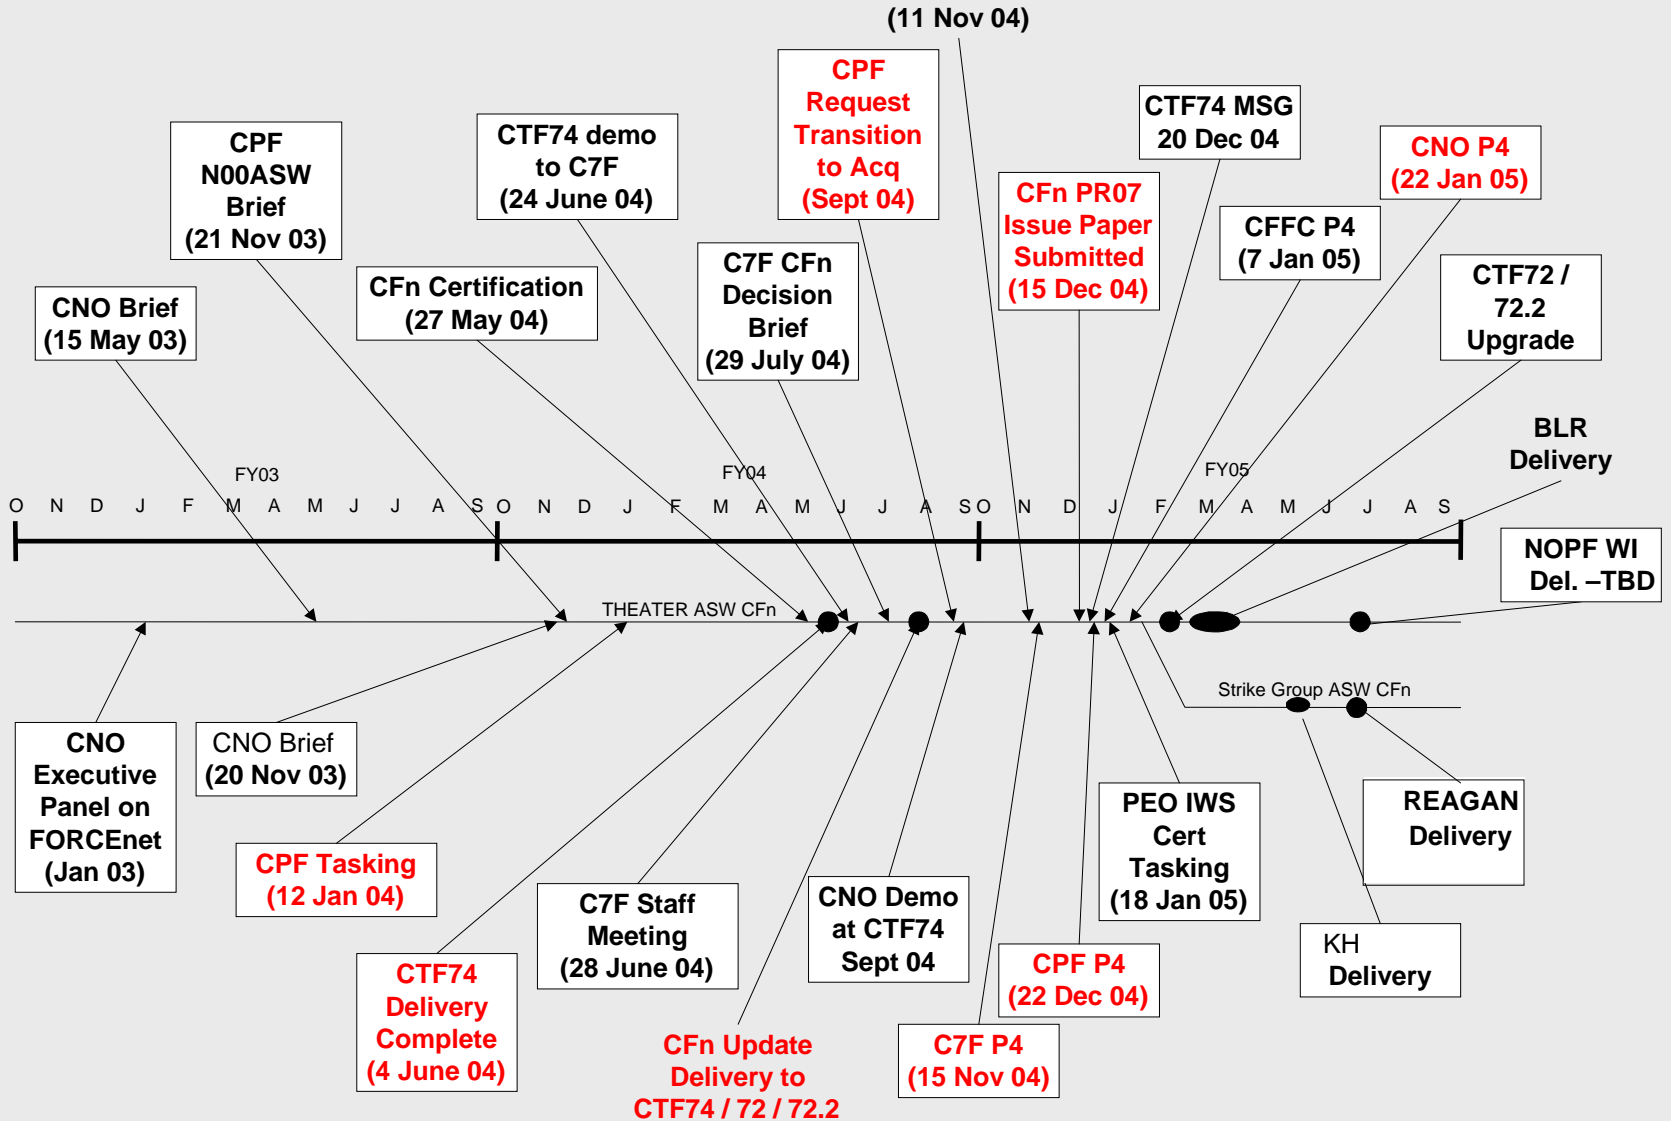 (11 Nov 04)
CPF
Request
Transition
to Acq
(Sept 04)
CTF74 MSG
20 Dec 04
CPF
N00ASW
Brief
(21 Nov 03)
CTF74 demo
to C7F
(24 June 04)
CNO P4
(22 Jan 05)
CFn PR07
Issue Paper
Submitted
(15 Dec 04)
CFFC P4
(7 Jan 05)
C7F CFn
Decision
Brief
(29 July 04)
CTF72 /
72.2
Upgrade
CNO Brief
(15 May 03)
CFn Certification
(27 May 04)
BLR
Delivery
FY03
FY04
FY05
O N D J F M A M J J A S O N D J F M A M J J A S O N D J F M A M J J A S
NOPF WI
Del. –TBD
THEATER ASW CFn
Strike Group ASW CFn
CNO
Executive
Panel on
FORCEnet
(Jan 03)
CNO Brief
(20 Nov 03)
CPF Tasking
(12 Jan 04)
CTF74
Delivery
Complete
(4 June 04)
C7F Staff
Meeting
(28 June 04)
CFn Update
Delivery to
CTF74 / 72 / 72.2
CNO Demo
at CTF74
Sept 04
C7F P4
(15 Nov 04)
CPF P4
(22 Dec 04)
PEO IWS
Cert
Tasking
(18 Jan 05)
REAGAN
Delivery
KH
Delivery